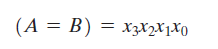 (A = B) = x₃x₂x₁x₀